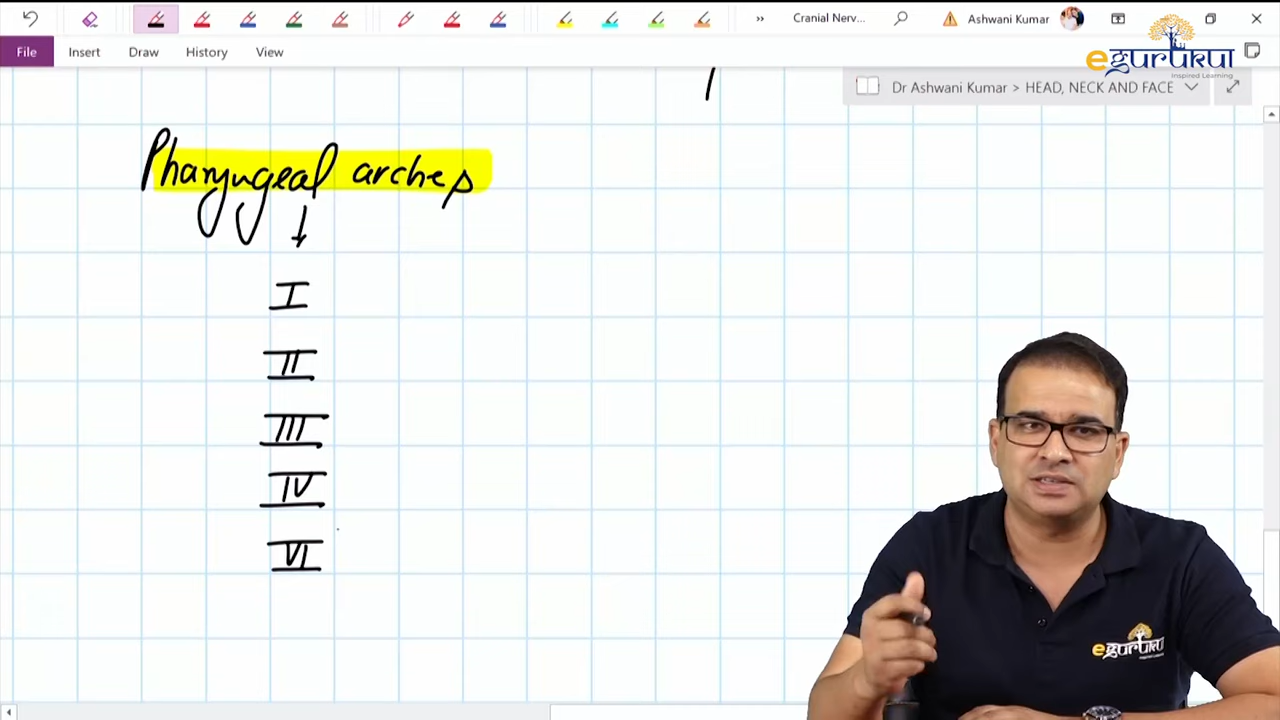 Cranial Nerv...
Ashwani Kumar
File
Insert
Draw
History
View
egurukul
Inspired Learning
Dr Ashwani Kumar > HEAD, NECK AND FACE
Pharyngeal arches
I
II
III
IV
VI
egurukul